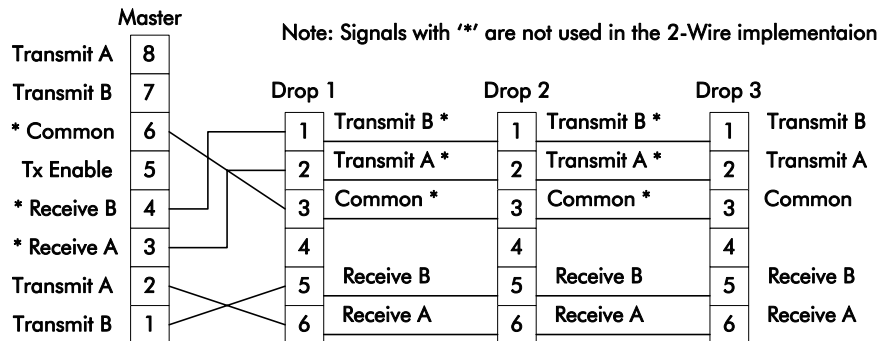 Master
Note: Signals with ‘*’ are not used in the 2-Wire implementaion
Transmit A 8
Transmit B 7
Drop 1 Drop 2 Drop 3
* Common 6
1 Transmit B * 1 Transmit B * 1 Transmit B
Tx Enable 5
2 Transmit A * 2 Transmit A * 2 Transmit A
* Receive B 4
3 Common * 3 Common * 3 Common
* Receive A 3
4 4 4
Transmit A 2
5 Receive B 5 Receive B 5 Receive B
Transmit B 1
6 Receive A 6 Receive A 6 Receive A